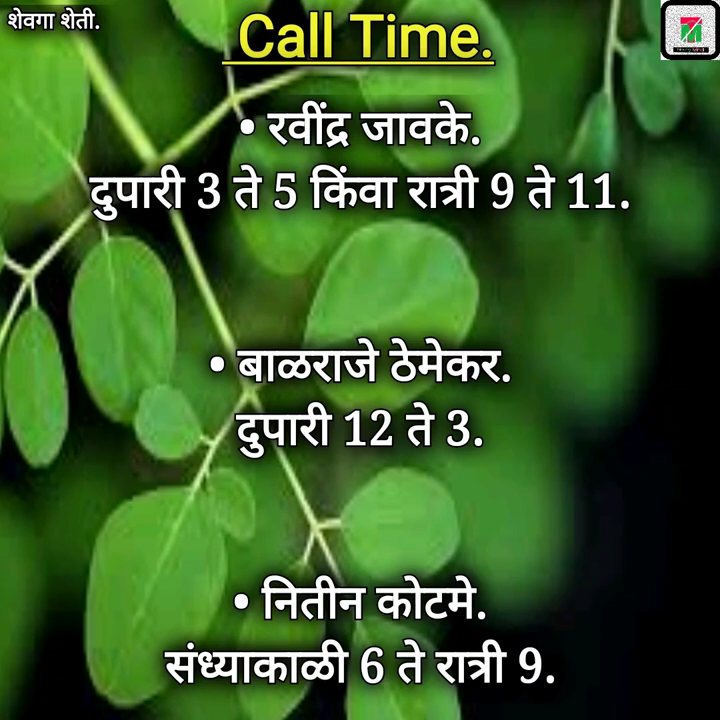 शेवगा शेती.
Call Time.
• रवींद्र जावके.
दुपारी 3 ते 5 किंवा रात्री 9 ते 11.
• बाळराजे ठेमेकर.
दुपारी 12 ते 3.
• नितीन कोटमे.
संध्याकाळी 6 ते रात्री 9.